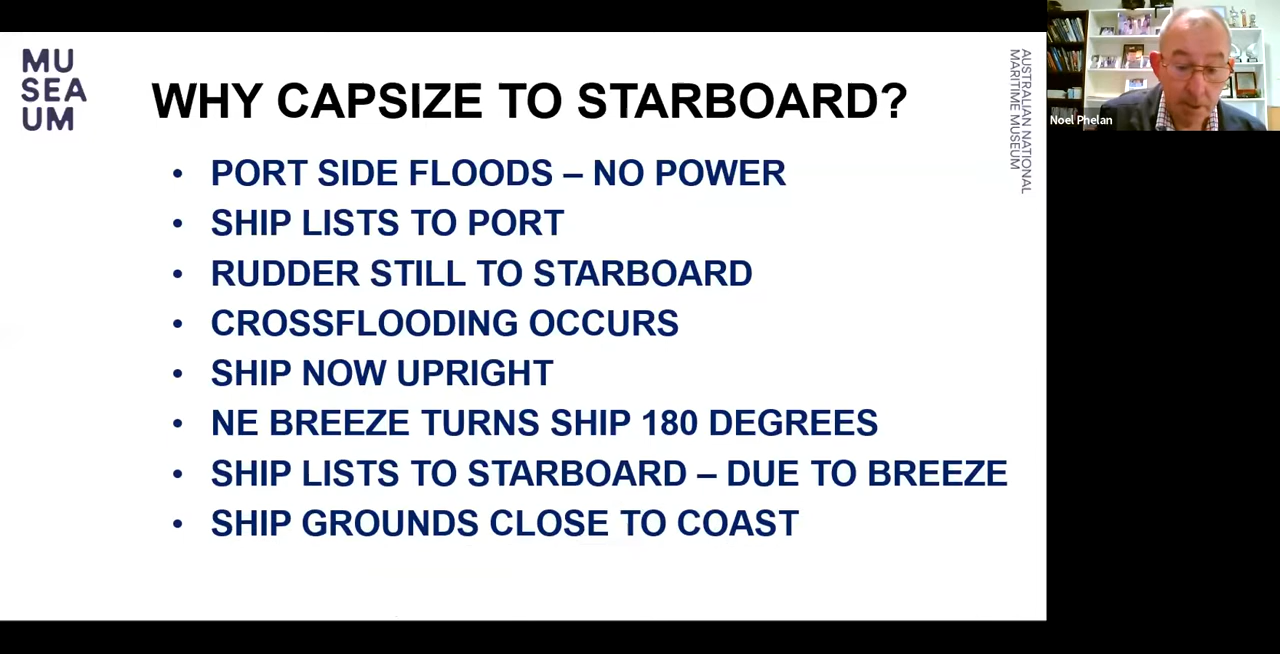 MU
SEA
UM
WHY CAPSIZE TO STARBOARD?
• PORT SIDE FLOODS – NO POWER
• SHIP LISTS TO PORT
• RUDDER STILL TO STARBOARD
• CROSSFLOODING OCCURS
• SHIP NOW UPRIGHT
• NE BREEZE TURNS SHIP 180 DEGREES
• SHIP LISTS TO STARBOARD – DUE TO BREEZE
• SHIP GROUNDS CLOSE TO COAST
AUSTRALIAN NATIONAL
MARITIME MUSEUM
Noel Phelan